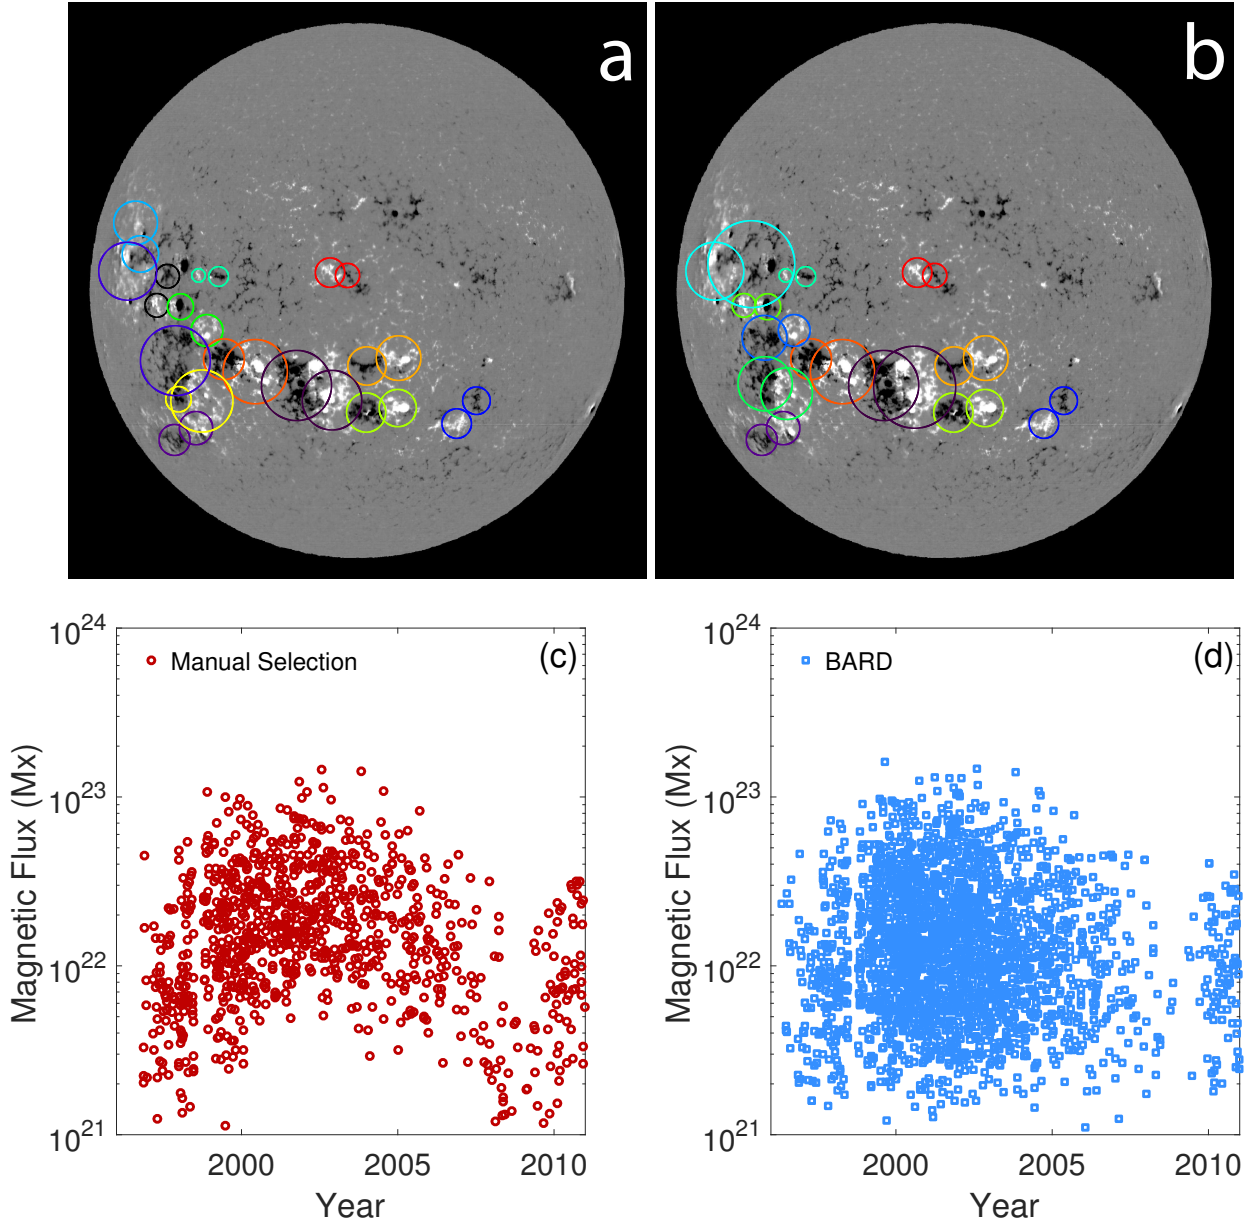 a
b
10^24
10^23
10^22
10^21
Magnetic Flux (Mx)
Manual Selection
(c)
2000
2005
2010
Year
10^24
10^23
10^22
10^21
Magnetic Flux (Mx)
BARD
(d)
2000
2005
2010
Year